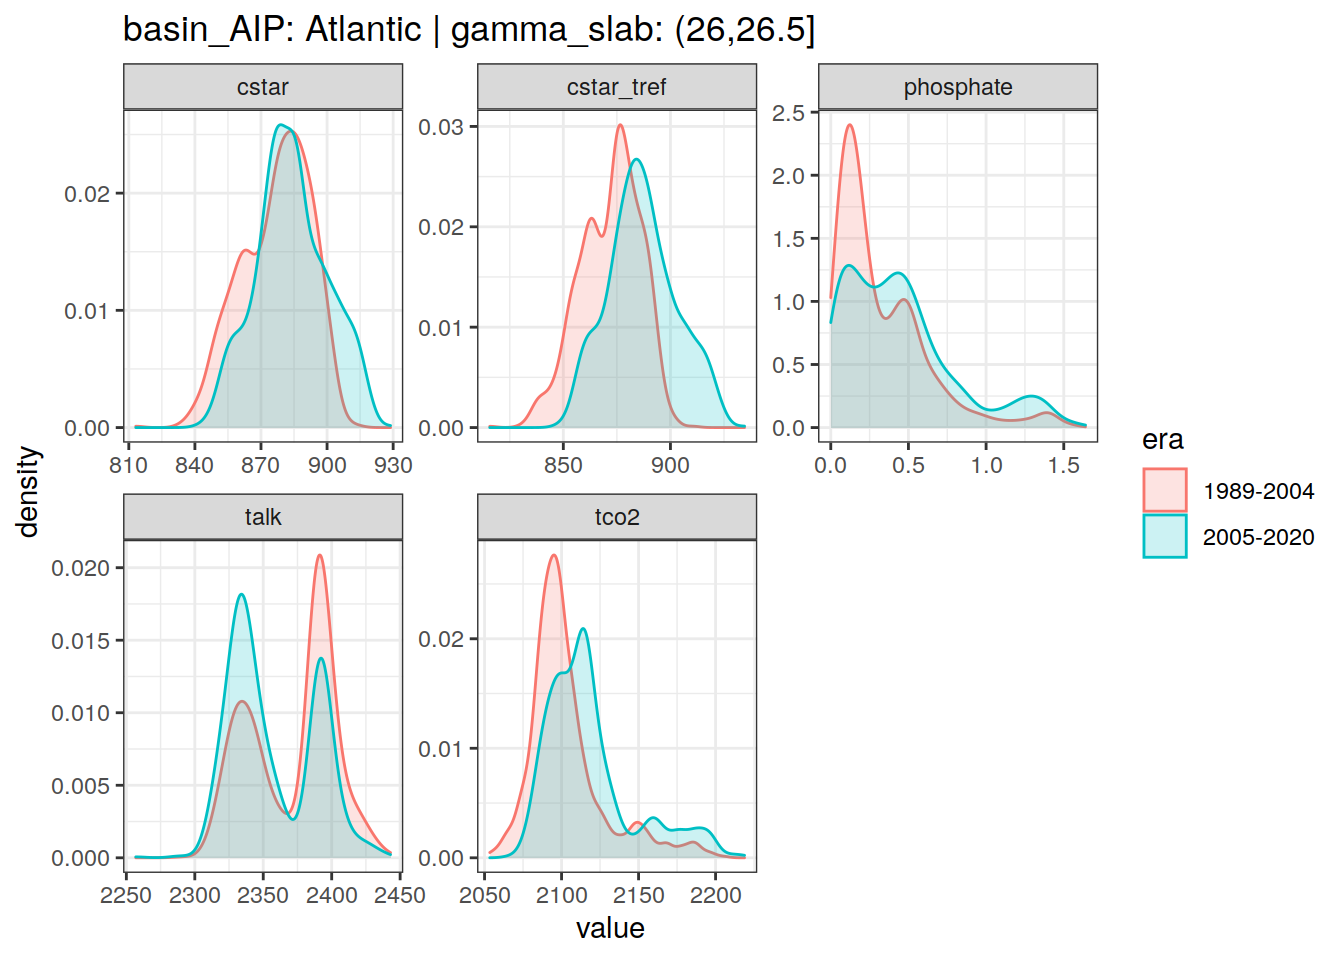 basin_AIP: Atlantic | gamma_slab: (26,26.5]
cstar
cstar_tref
phosphate
0.02
0.01
0.00
810 840 870 900 930
0.03
0.02
0.01
0.00
850 900
2.5
2.0
1.5
1.0
0.5
0.0
0.0 0.5 1.0 1.5
talk
tco2
0.020
0.015
0.010
0.005
0.000
2250 2300 2350 2400 2450
0.02
0.01
0.00
2050 2100 2150 2200
density
value
era
1989-2004
2005-2020